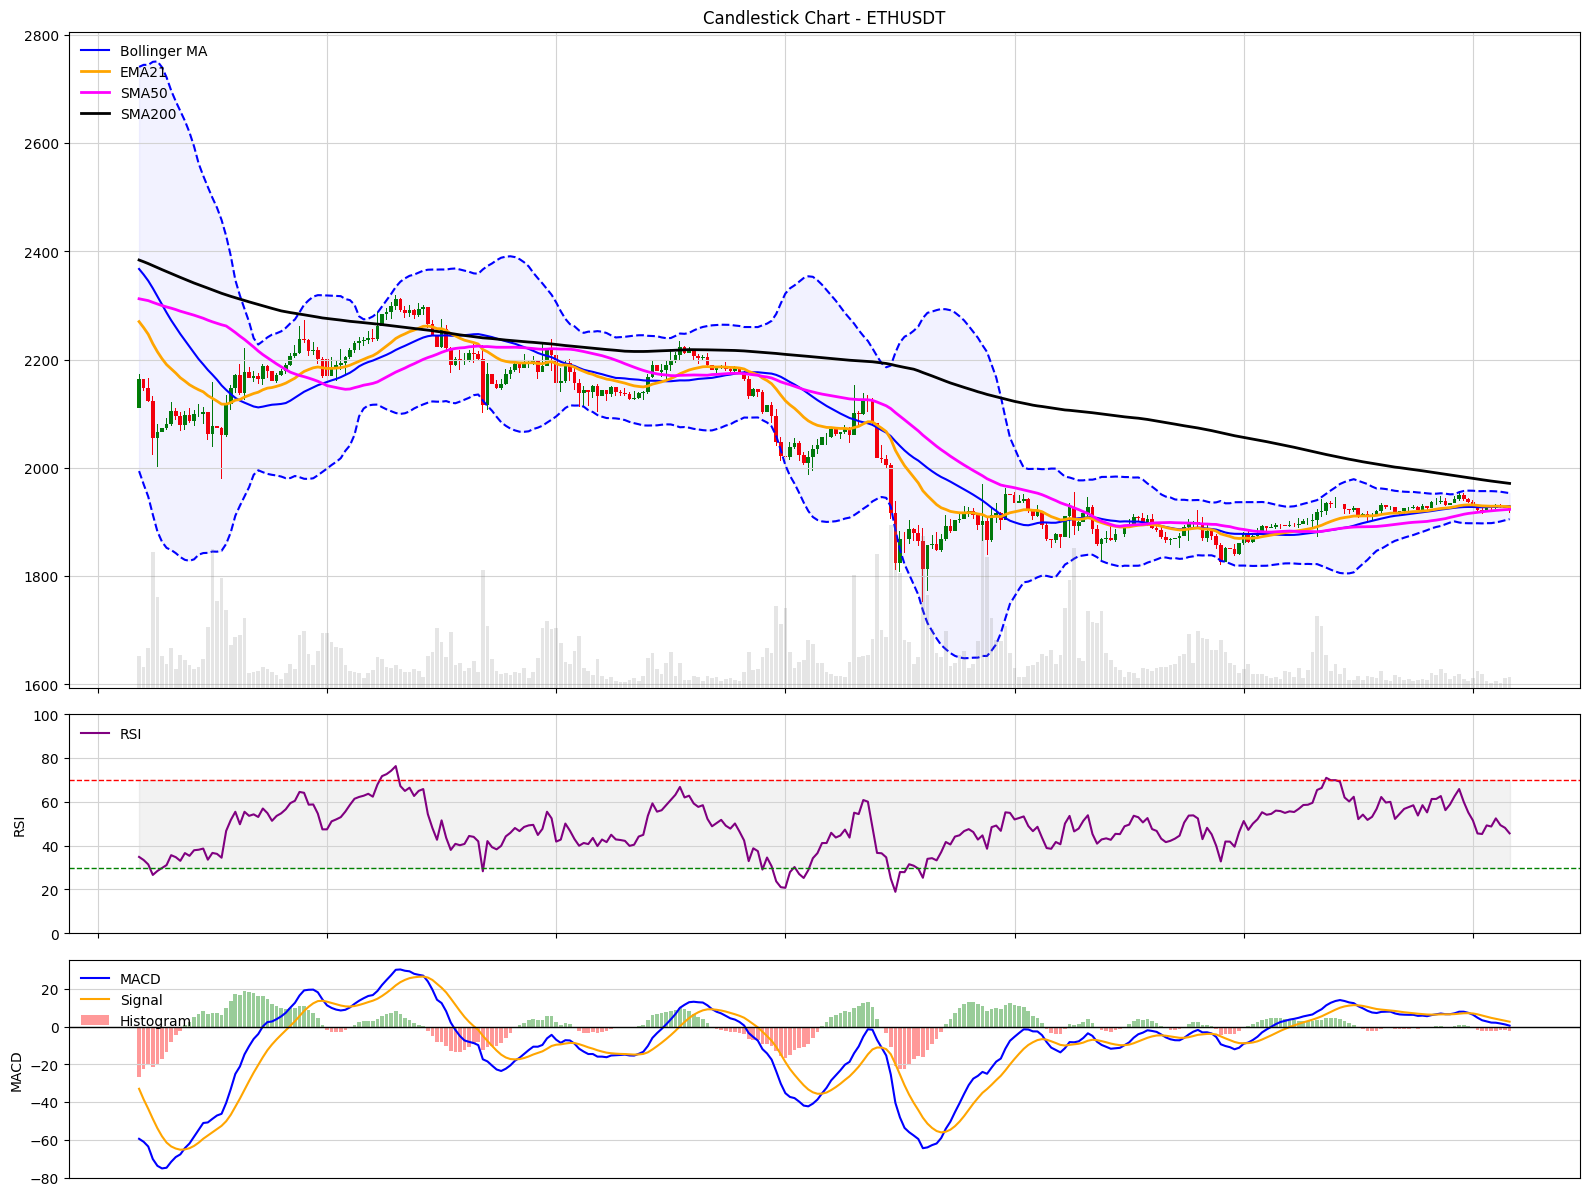 Candlestick Chart - ETHUSDT
2800
2600
2400
2200
2000
1800
1600
Bollinger MA
EMA21
SMA50
SMA200
100
80
60
40
20
0
RSI
RSI
20
0
−20
−40
−60
−80
MACD
MACD
Signal
Histogram